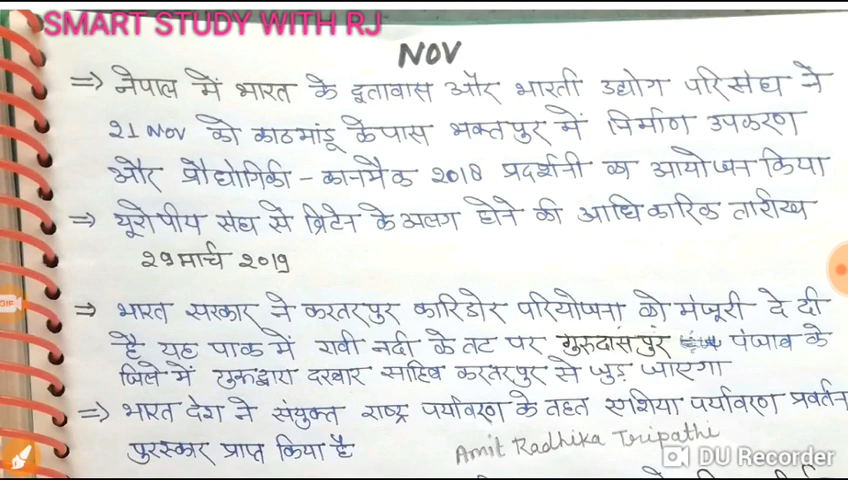 SMART STUDY WITH RJ
NOV
⇒ नेपाल में भारत के दूतावास और भारती उद्योग परिसंघ ने
21 NOV को काठमांडू के पास भक्तपुर में निर्माण उपकरण
और प्रौद्योगिकी - कानमैक 2018 प्रदर्शनी का आयोजन किया
⇒ यूरोपीय संघ से ब्रिटेन के अलग होने की आधिकारिक तारीख
29 मार्च 2019
⇒ भारत सरकार ने करतारपुर कारिडोर परियोजना को मंजूरी दे दी
है यह पाक में रावी नदी के तट पर गुरुदासपुर पंजाब के
जिले में गुरुद्वारा दरबार साहिब करतारपुर से जुड़ जाएगा
⇒ भारत देश ने संयुक्त राष्ट्र पर्यावरण के तहत एशिया पर्यावरण प्रवर्तन
पुरस्कार प्राप्त किया है
Amit Radhika Tripathi
DU Recorder
GIF